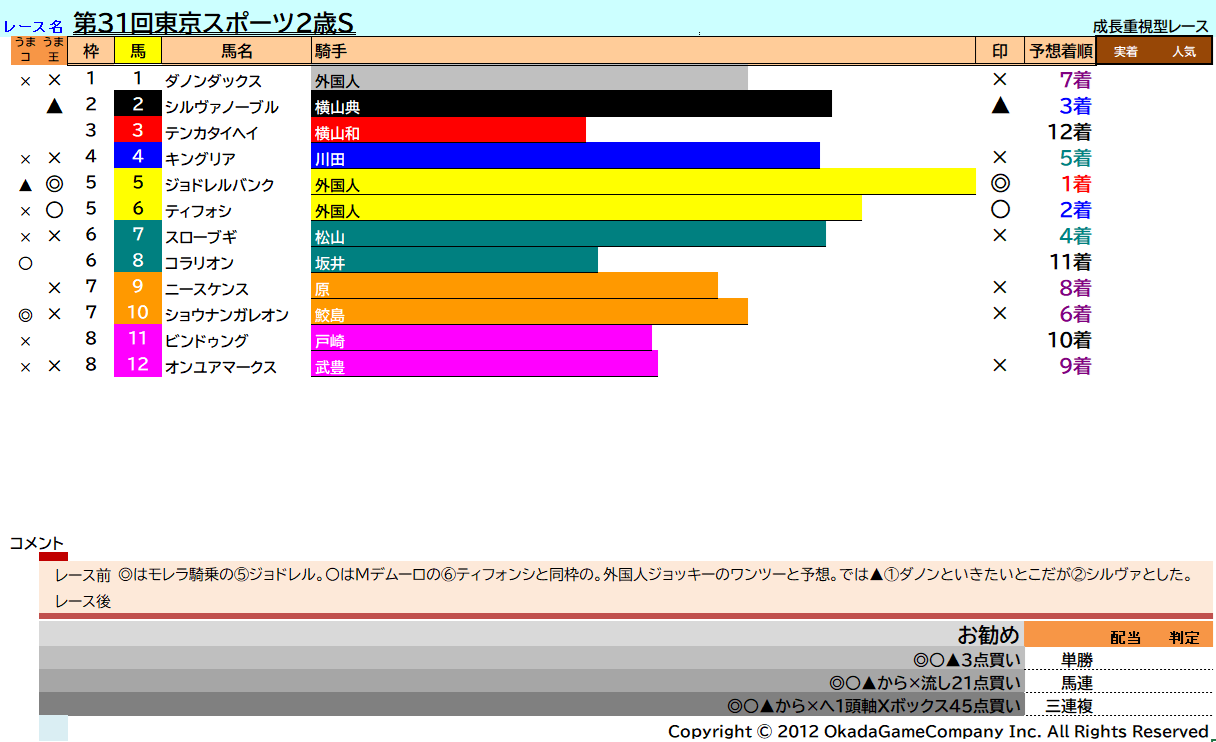 レース名 第31回東京スポーツ2歳S 成長重視型レース
うまコ うま王 枠 馬 馬名 騎手 印 予想着順 実着 人気
× × 1 1 ダノンダックス 外国人 × 7着
▲ 2 2 シルヴァノーブル 横山典 ▲ 3着
3 3 テンカタイヘイ 横山和 12着
× × 4 4 キングリア 川田 × 5着
▲ ◎ 5 5 ジョドレルバンク 外国人 ◎ 1着
× ○ 5 6 ティフォシ 外国人 ○ 2着
× × 6 7 スローブギ 松山 × 4着
○ 6 8 コラリオン 坂井 11着
× 7 9 ニースケンス 原 × 8着
◎ × 7 10 ショウナンガレオン 鮫島 × 6着
× 8 11 ビンドゥング 戸崎 10着
× × 8 12 オンユアマークス 武豊 × 9着
コメント
レース前 ◎はモレラ騎乗の⑤ジョドレル。○はMデムーロの⑥ティフォンシと同枠の。外国人ジョッキーのワンツーと予想。では▲①ダノンといきたいとこだが②シルヴァとした。
レース後
お勧め 配当 判定
◎○▲3点買い 単勝
◎○▲から×流し21点買い 馬連
◎○▲から×へ1頭軸Xボックス45点買い 三連複
Copyright © 2012 OkadaGameCompany Inc. All Rights Reserved